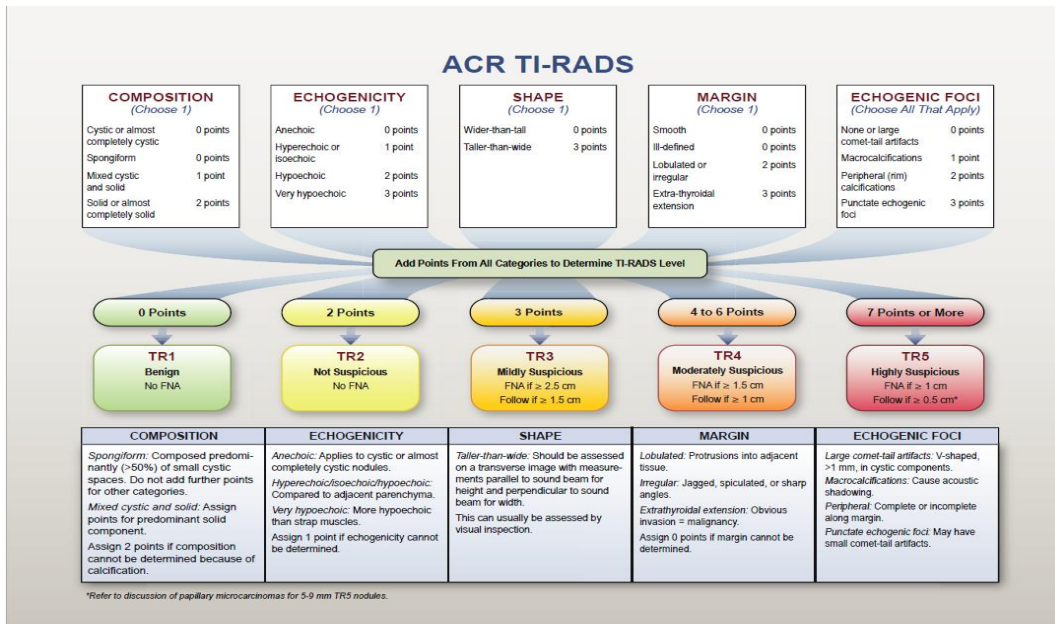 ACR TI-RADS
COMPOSITION
(Choose 1)
Cystic or almost completely cystic 0 points
Spongiform 0 points
Mixed cystic and solid 1 point
Solid or almost completely solid 2 points
ECHOGENICITY
(Choose 1)
Anechoic 0 points
Hyperechoic or isoechoic 1 point
Hypoechoic 2 points
Very hypoechoic 3 points
SHAPE
(Choose 1)
Wider-than-tall 0 points
Taller-than-wide 3 points
MARGIN
(Choose 1)
Smooth 0 points
Ill-defined 0 points
Lobulated or irregular 2 points
Extra-thyroidal extension 3 points
ECHOGENIC FOCI
(Choose All That Apply)
None or large comet-tail artifacts 0 points
Macrocalcifications 1 point
Peripheral (rim) calcifications 2 points
Punctate echogenic foci 3 points
Add Points From All Categories to Determine TI-RADS Level
0 Points
2 Points
3 Points
4 to 6 Points
7 Points or More
TR1
Benign
No FNA
TR2
Not Suspicious
No FNA
TR3
Mildly Suspicious
FNA if ≥ 2.5 cm
Follow if ≥ 1.5 cm
TR4
Moderately Suspicious
FNA if ≥ 1.5 cm
Follow if ≥ 1 cm
TR5
Highly Suspicious
FNA if ≥ 1 cm
Follow if ≥ 0.5 cm*
COMPOSITION
Spongiform: Composed predomi-
nantly (>50%) of small cystic
spaces. Do not add further points
for other categories.
Mixed cystic and solid: Assign
points for predominant solid
component.
Assign 2 points if composition
cannot be determined because of
calcification.
ECHOGENICITY
Anechoic: Applies to cystic or almost
completely cystic nodules.
Hyperechoic/isoechoic/hypoechoic:
Compared to adjacent parenchyma.
Very hypoechoic: More hypoechoic
than strap muscles.
Assign 1 point if echogenicity cannot
be determined.
SHAPE
Taller-than-wide: Should be assessed
on a transverse image with measure-
ments parallel to sound beam for
height and perpendicular to sound
beam for width.
This can usually be assessed by
visual inspection.
MARGIN
Lobulated: Protrusions into adjacent
tissue.
Irregular: Jagged, spiculated, or sharp
angles.
Extrathyroidal extension: Obvious
invasion = malignancy.
Assign 0 points if margin cannot be
determined.
ECHOGENIC FOCI
Large comet-tail artifacts: V-shaped,
>1 mm, in cystic components.
Macrocalcifications: Cause acoustic
shadowing.
Peripheral: Complete or incomplete
along margin.
Punctate echogenic foci: May have
small comet-tail artifacts.
*Refer to discussion of papillary microcarcinomas for 5-9 mm TR5 nodules.